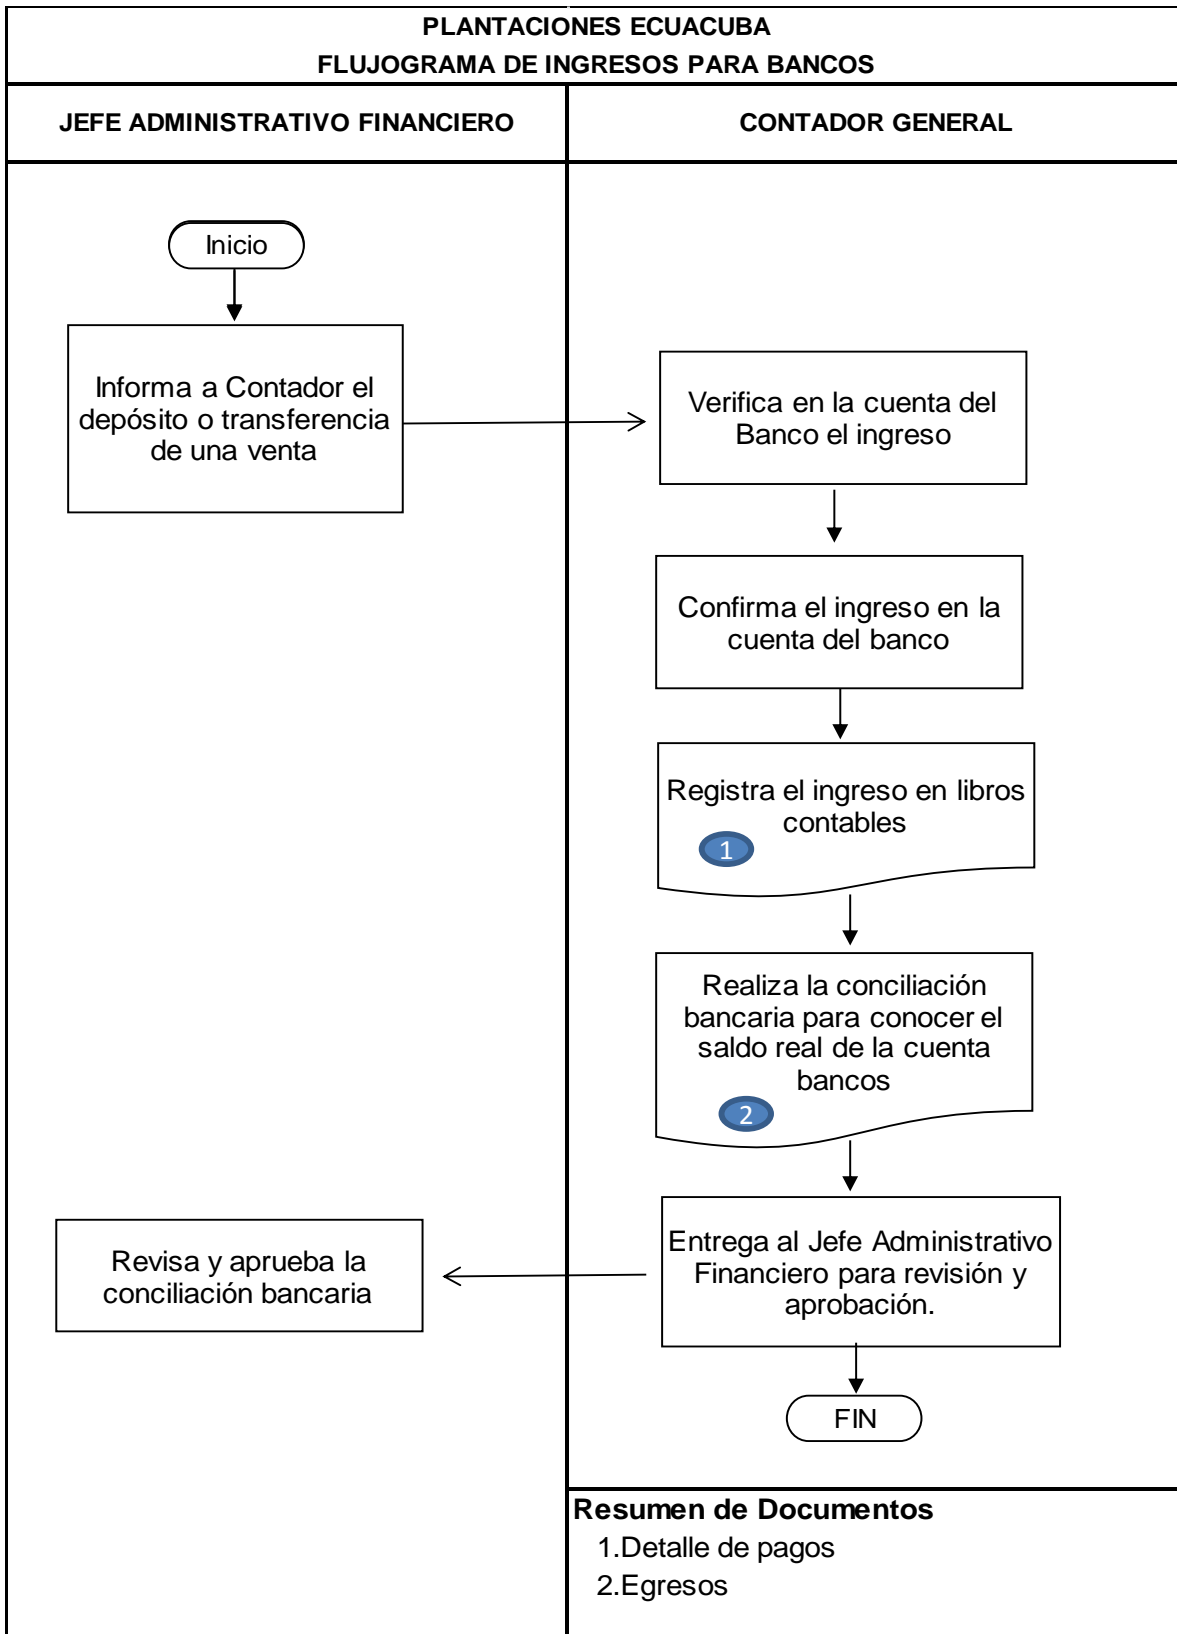 PLANTACIONES ECUACUBA
FLUJOGRAMA DE INGRESOS PARA BANCOS
JEFE ADMINISTRATIVO FINANCIERO
CONTADOR GENERAL
Inicio
Informa a Contador el
depósito o transferencia
de una venta
Verifica en la cuenta del
Banco el ingreso
Confirma el ingreso en la
cuenta del banco
Registra el ingreso en libros
contables
1
Realiza la conciliación
bancaria para conocer el
saldo real de la cuenta
bancos
2
Entrega al Jefe Administrativo
Financiero para revisión y
aprobación.
Revisa y aprueba la
conciliación bancaria
FIN
Resumen de Documentos
1.Detalle de pagos
2.Egresos